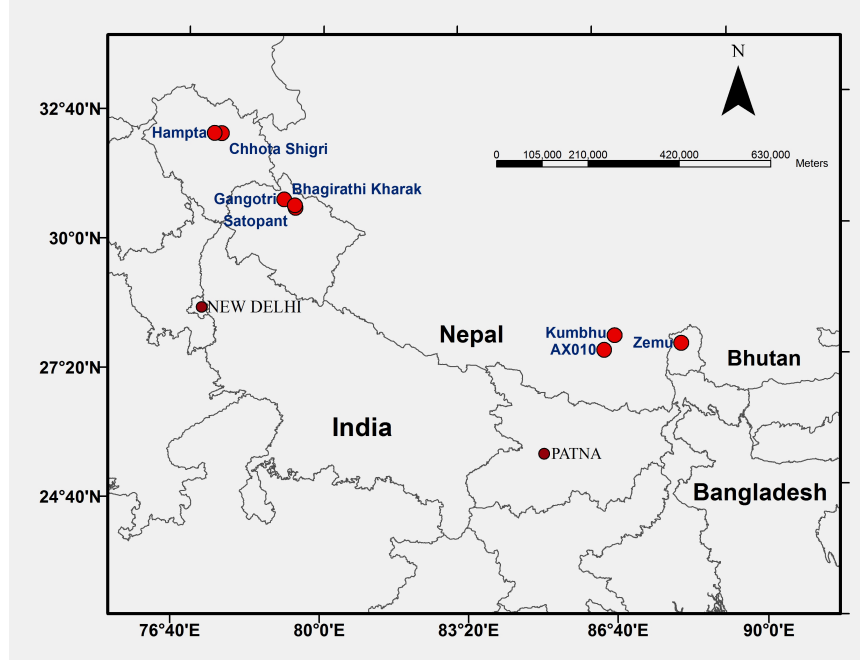 N
32°40'N
0 105,000 210,000 420,000 630,000
Meters
Hampta
Chhota Shigri
Bhagirathi Kharak
Gangotri
Satopant
30°0'N
NEW DELHI
Nepal
Kumbhu
AX010
Zemu
Bhutan
27°20'N
India
PATNA
Bangladesh
24°40'N
76°40'E 80°0'E 83°20'E 86°40'E 90°0'E